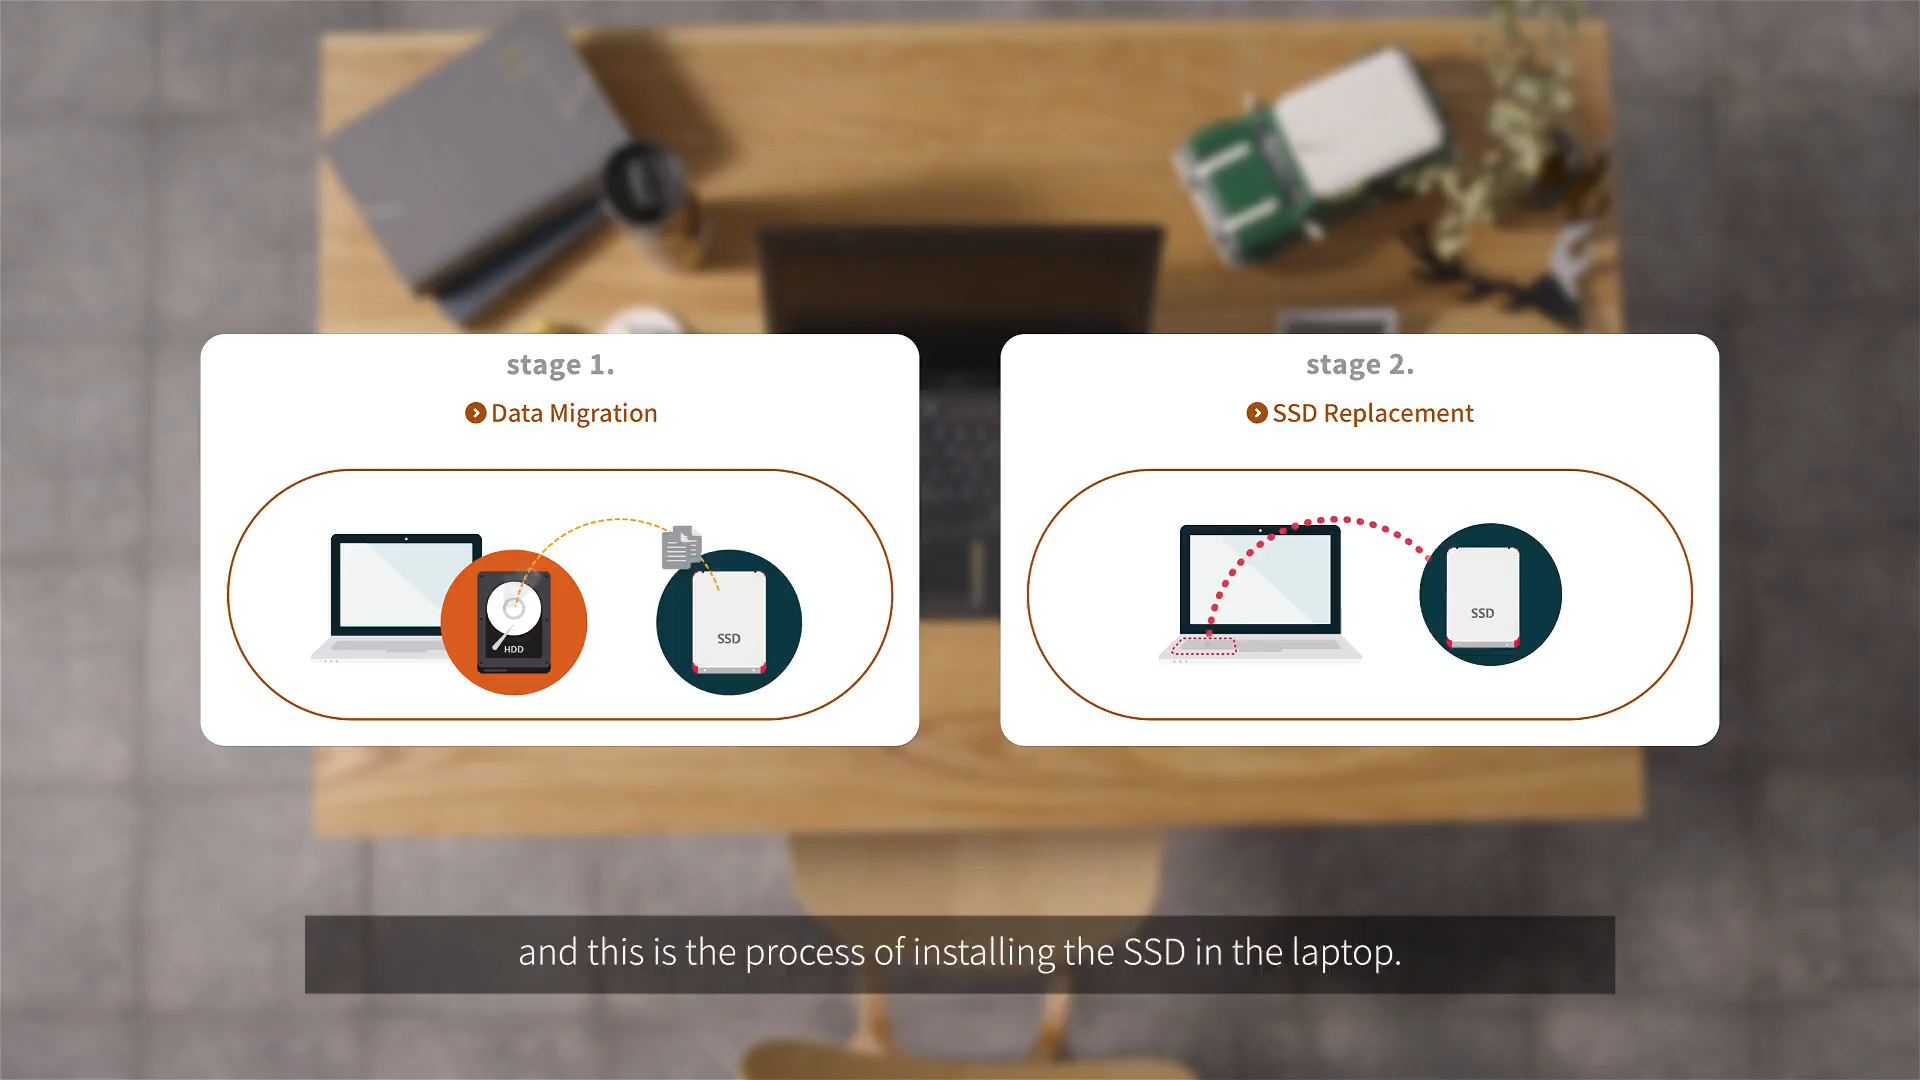 stage 1.
Data Migration
HDD
SSD
stage 2.
SSD Replacement
SSD
and this is the process of installing the SSD in the laptop.